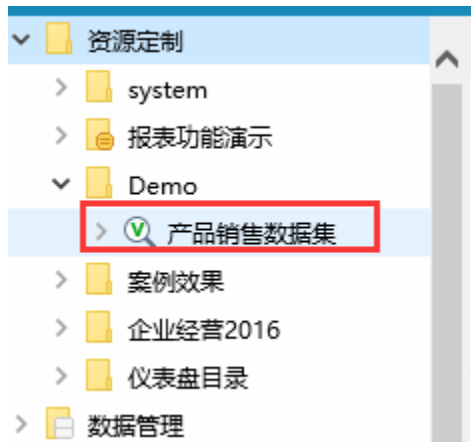 资源定制
system
报表功能演示
Demo
产品销售数据集
案例效果
企业经营2016
仪表盘目录
数据管理